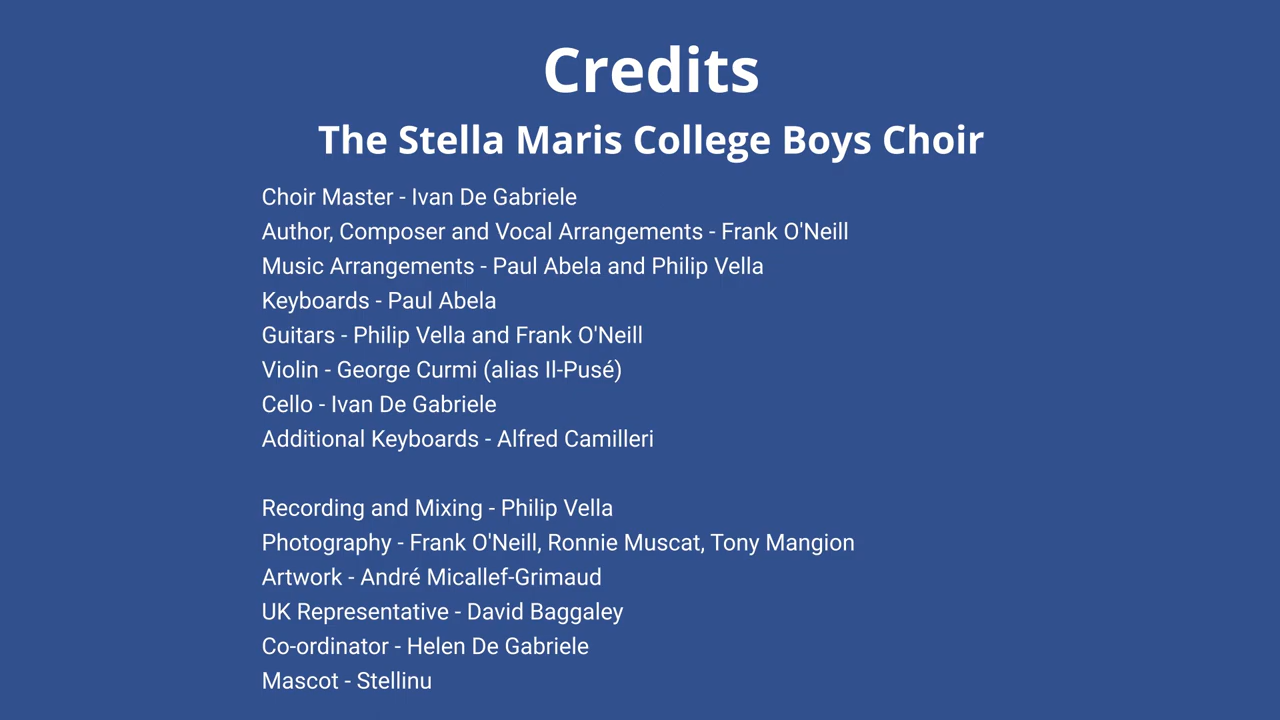 Credits
The Stella Maris College Boys Choir
Choir Master - Ivan De Gabriele
Author, Composer and Vocal Arrangements - Frank O'Neill
Music Arrangements - Paul Abela and Philip Vella
Keyboards - Paul Abela
Guitars - Philip Vella and Frank O'Neill
Violin - George Curmi (alias Il-Pusé)
Cello - Ivan De Gabriele
Additional Keyboards - Alfred Camilleri
Recording and Mixing - Philip Vella
Photography - Frank O'Neill, Ronnie Muscat, Tony Mangion
Artwork - André Micallef-Grimaud
UK Representative - David Baggaley
Co-ordinator - Helen De Gabriele
Mascot - Stellinu